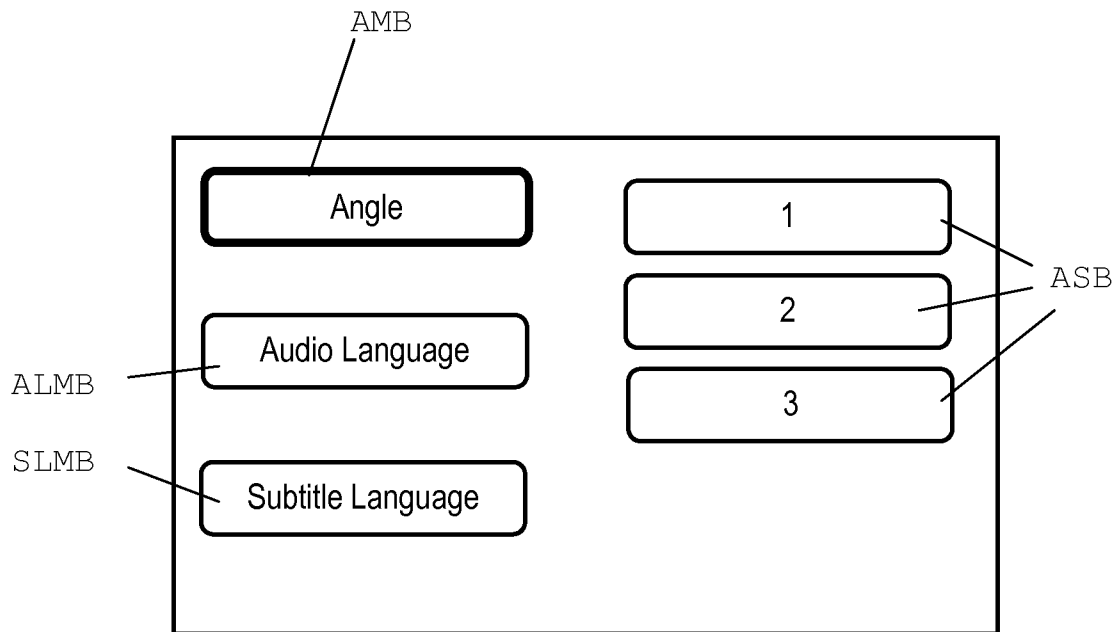 AMB
Angle
1
ASB
2
Audio Language
ALMB
3
SLMB
Subtitle Language